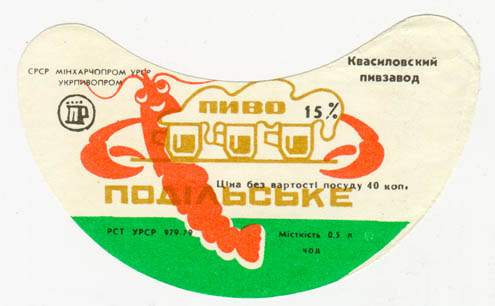 СРСР МІНХАРЧОПРОМ УРСР
УКРПИВОПРОМ
Квасиловский
пивзавод
ПИВО
15%
Ціна без вартості посуду 40 коп.
ПОДІЛЬСЬКЕ
РСТ УРСР 979-79
Місткість 0,5 л